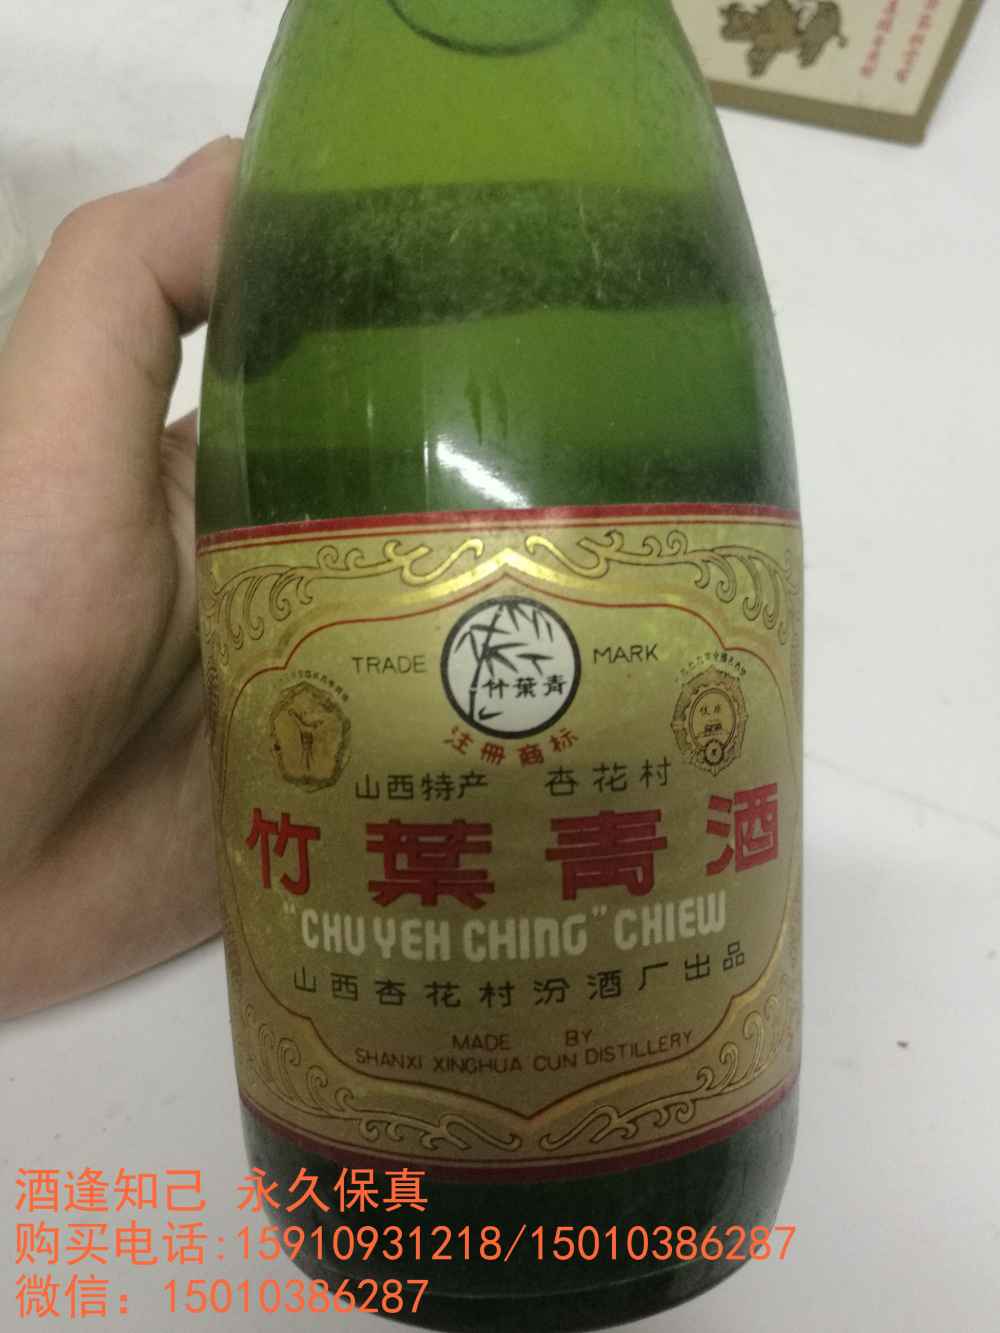 TRADE MARK
竹葉青
注册商标
山西特产 杏花村
竹葉青酒
"CHU YEH CHING" CHIEW
山西杏花村汾酒厂出品
MADE BY
SHANXI XINGHUA CUN DISTILLERY
酒逢知己 永久保真
购买电话:15910931218/15010386287
微信：15010386287